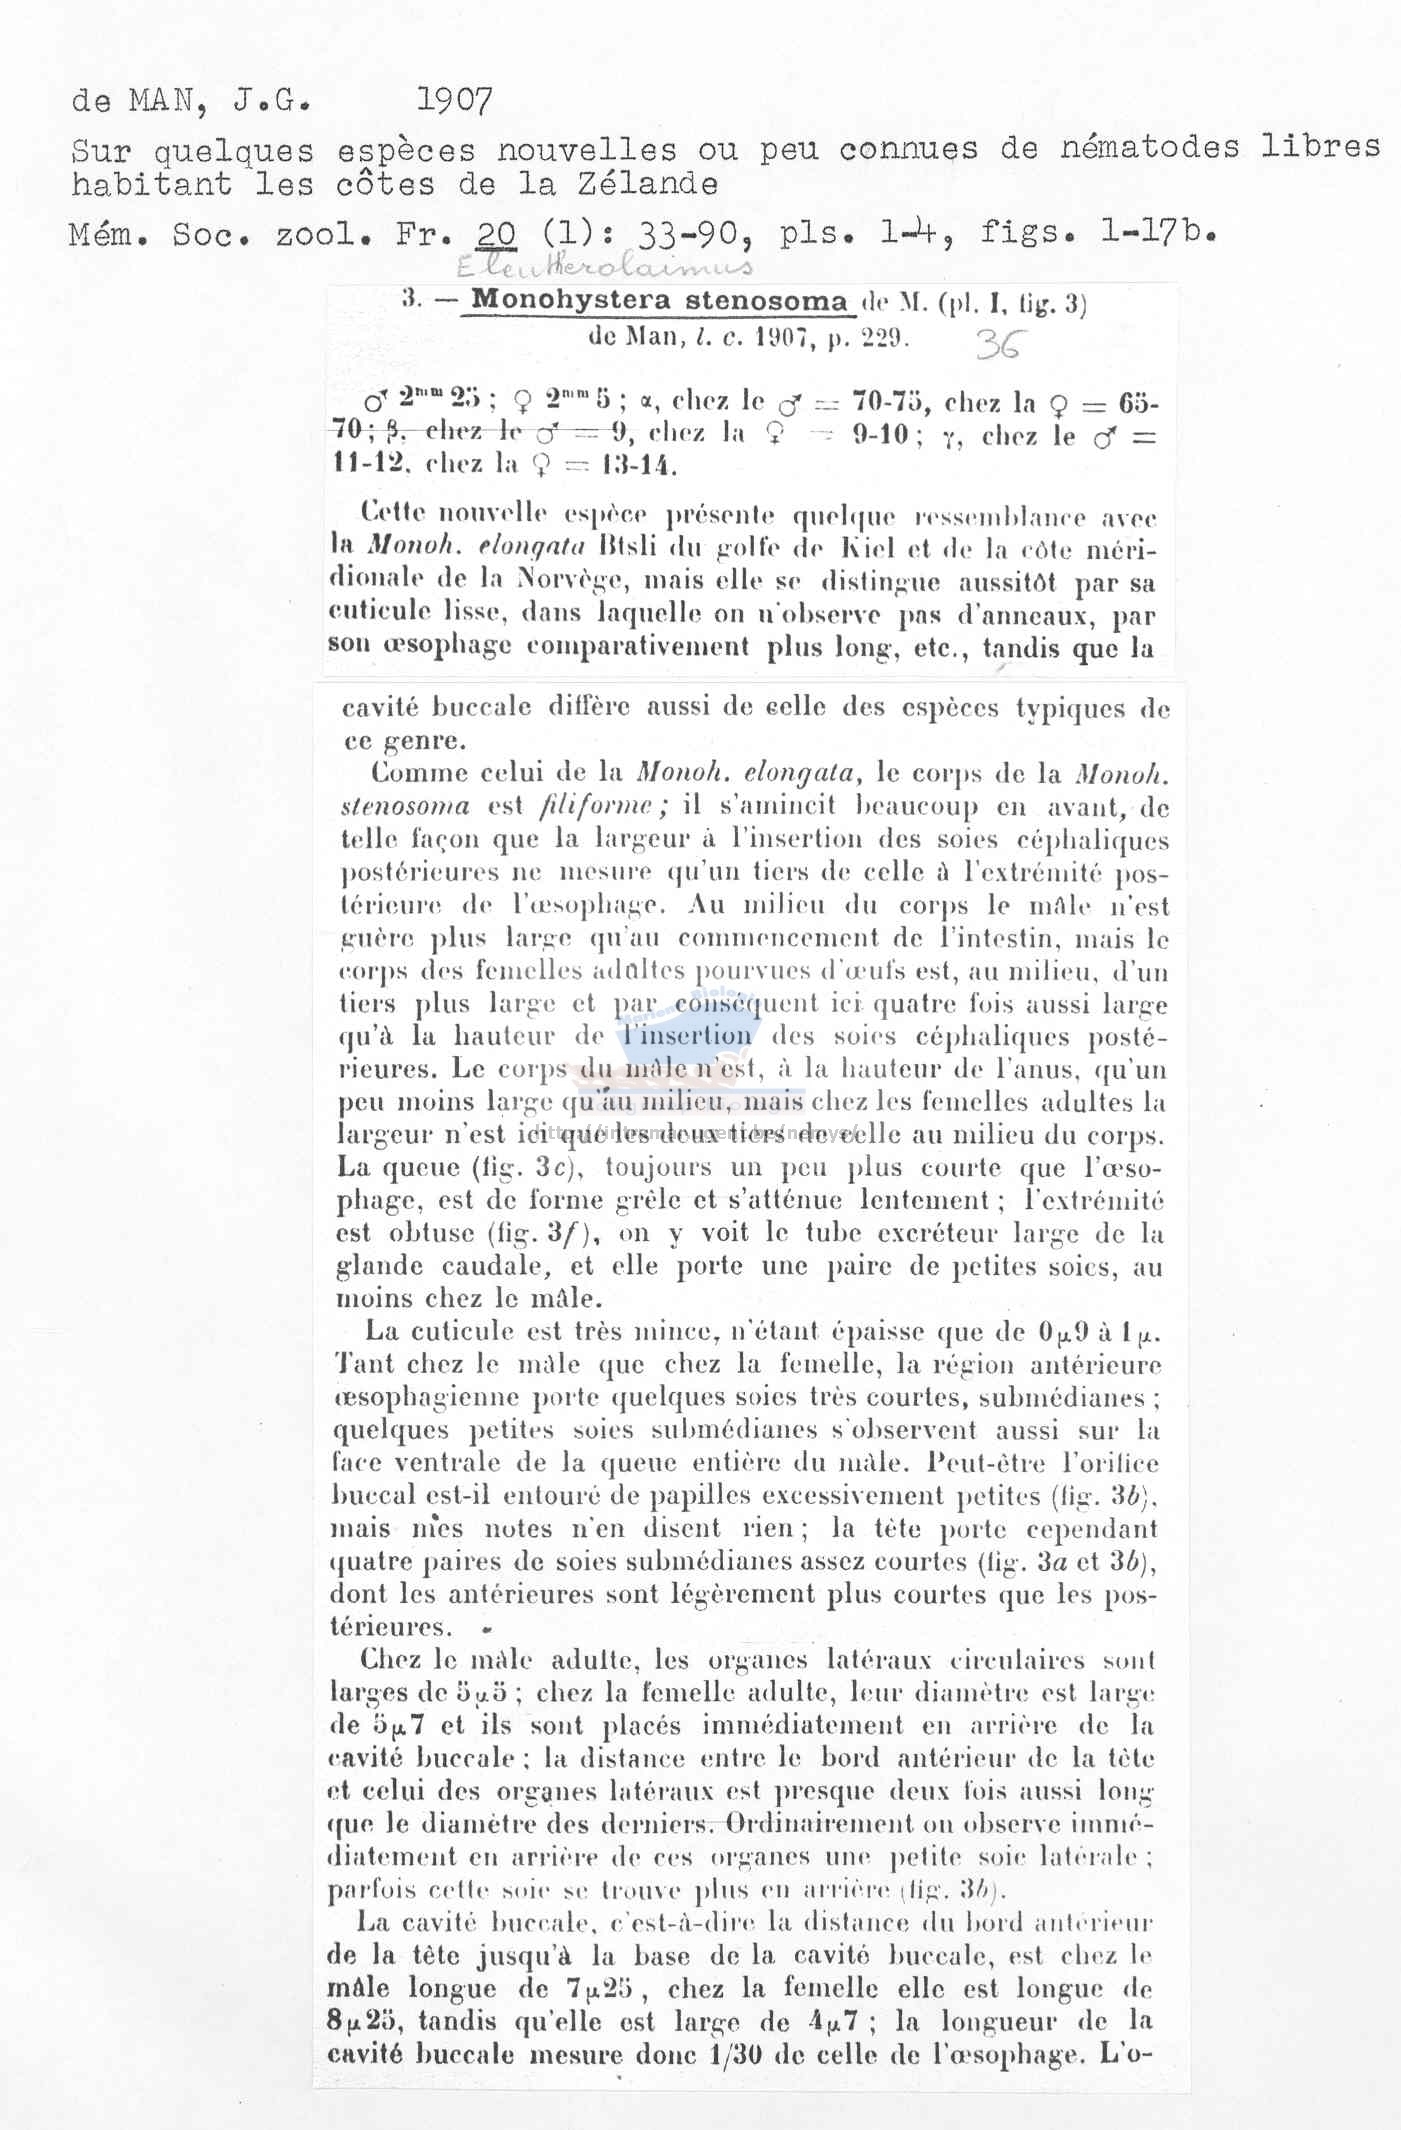 de MAN, J.G. 1907
Sur quelques espèces nouvelles ou peu connues de nématodes libres
habitant les côtes de la Zélande
Mém. Soc. zool. Fr. 20 (1): 33-90, pls. 1-4, figs. 1-17b.
Eleutherolaimus
3. — Monohystera stenosoma de M. (pl. I, fig. 3)
de Man, l. c. 1907, p. 229.
36
♂ 2mm25 ; ♀ 2mm5 ; α, chez le ♂ = 70-75, chez la ♀ = 65-
70 ; β, chez le ♂ = 9, chez la ♀ = 9-10 ; γ, chez le ♂ =
11-12, chez la ♀ = 13-14.
Cette nouvelle espèce présente quelque ressemblance avec
la Monoh. elongata Btsli du golfe de Kiel et de la côte méri-
dionale de la Norvège, mais elle se distingue aussitôt par sa
cuticule lisse, dans laquelle on n'observe pas d'anneaux, par
son œsophage comparativement plus long, etc., tandis que la
cavité buccale diffère aussi de celle des espèces typiques de
ce genre.
Comme celui de la Monoh. elongata, le corps de la Monoh.
stenosoma est filiforme ; il s'amincit beaucoup en avant, de
telle façon que la largeur à l'insertion des soies céphaliques
postérieures ne mesure qu'un tiers de celle à l'extrémité pos-
térieure de l'œsophage. Au milieu du corps le mâle n'est
guère plus large qu'au commencement de l'intestin, mais le
corps des femelles adultes pourvues d'œufs est, au milieu, d'un
tiers plus large et par conséquent ici quatre fois aussi large
qu'à la hauteur de l'insertion des soies céphaliques posté-
rieures. Le corps du mâle n'est, à la hauteur de l'anus, qu'un
peu moins large qu'au milieu, mais chez les femelles adultes la
largeur n'est ici que les deux tiers de celle au milieu du corps.
La queue (fig. 3c), toujours un peu plus courte que l'œso-
phage, est de forme grêle et s'atténue lentement ; l'extrémité
est obtuse (fig. 3f), on y voit le tube excréteur large de la
glande caudale, et elle porte une paire de petites soies, au
moins chez le mâle.
La cuticule est très mince, n'étant épaisse que de 0μ9 à 1μ.
Tant chez le mâle que chez la femelle, la région antérieure
œsophagienne porte quelques soies très courtes, submédianes ;
quelques petites soies submédianes s'observent aussi sur la
face ventrale de la queue entière du mâle. Peut-être l'orifice
buccal est-il entouré de papilles excessivement petites (fig. 3b),
mais mes notes n'en disent rien ; la tête porte cependant
quatre paires de soies submédianes assez courtes (fig. 3a et 3b),
dont les antérieures sont légèrement plus courtes que les pos-
térieures.
Chez le mâle adulte, les organes latéraux circulaires sont
larges de 5μ5 ; chez la femelle adulte, leur diamètre est large
de 5μ7 et ils sont placés immédiatement en arrière de la
cavité buccale ; la distance entre le bord antérieur de la tête
et celui des organes latéraux est presque deux fois aussi long
que le diamètre des derniers. Ordinairement on observe immé-
diatement en arrière de ces organes une petite soie latérale ;
parfois cette soie se trouve plus en arrière (fig. 3b).
La cavité buccale, c'est-à-dire la distance du bord antérieur
de la tête jusqu'à la base de la cavité buccale, est chez le
mâle longue de 7μ25 , chez la femelle elle est longue de
8μ25, tandis qu'elle est large de 4μ7 ; la longueur de la
cavité buccale mesure donc 1/30 de celle de l'œsophage. L'o-